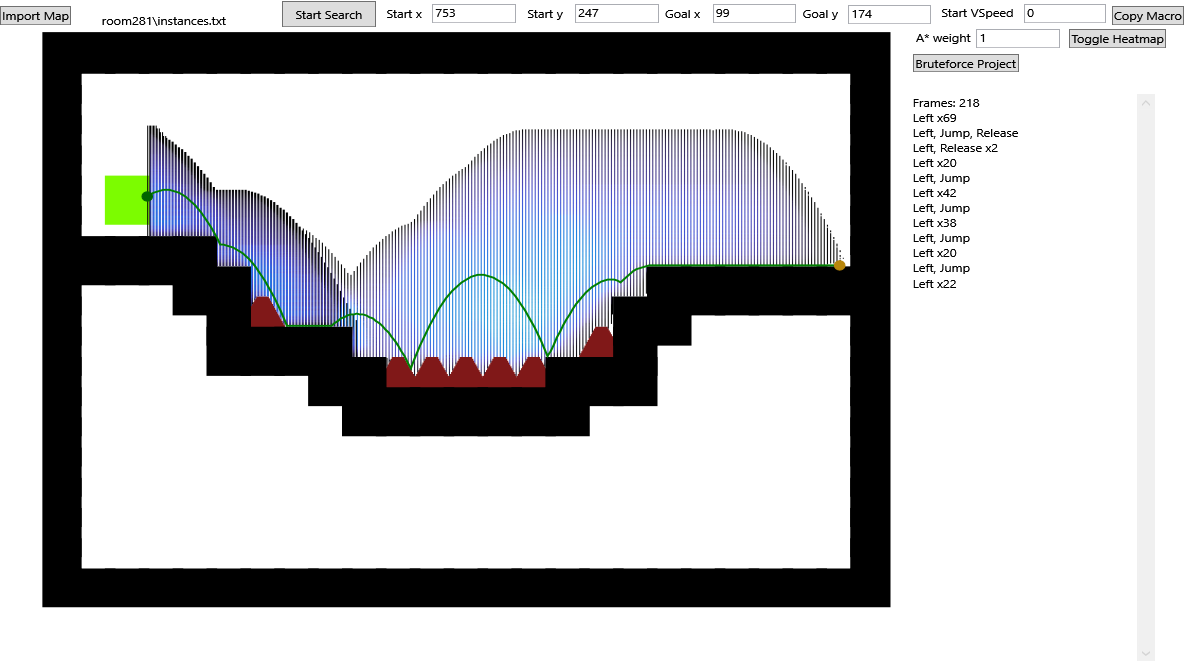 Import Map room281\instances.txt Start Search Start x 753 Start y 247 Goal x 99 Goal y 174 Start VSpeed 0 Copy Macro
A* weight 1 Toggle Heatmap
Bruteforce Project
Frames: 218
Left x69
Left, Jump, Release
Left, Release x2
Left x20
Left, Jump
Left x42
Left, Jump
Left x38
Left, Jump
Left x20
Left, Jump
Left x22